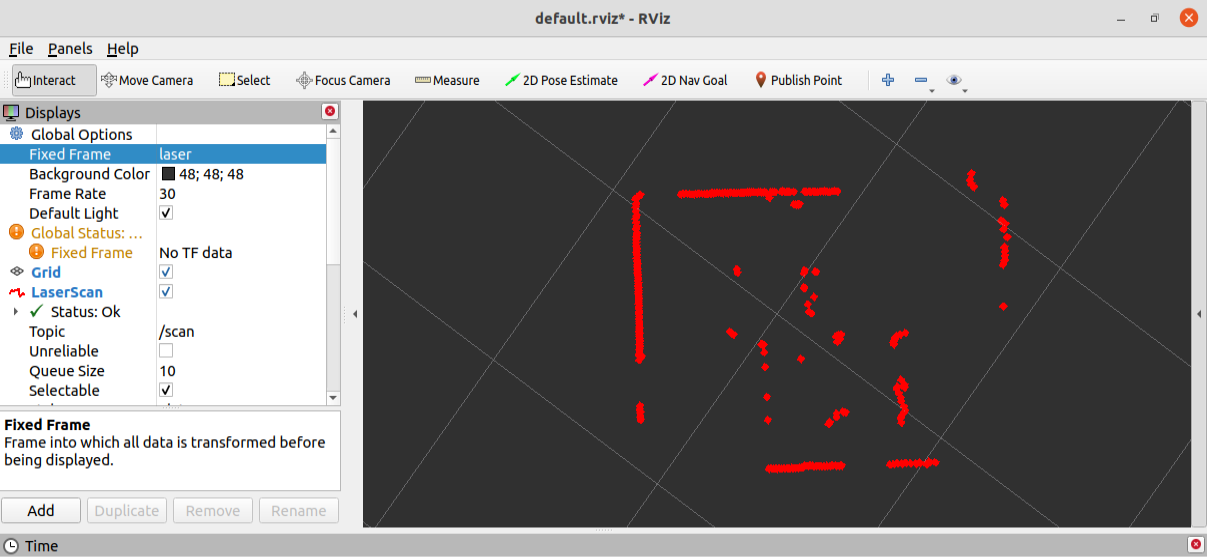 default.rviz* - RViz
File Panels Help
Interact Move Camera Select Focus Camera Measure 2D Pose Estimate 2D Nav Goal Publish Point
Displays
Global Options
Fixed Frame laser
Background Color 48; 48; 48
Frame Rate 30
Default Light
Global Status: ...
Fixed Frame No TF data
Grid
LaserScan
Status: Ok
Topic /scan
Unreliable
Queue Size 10
Selectable
Fixed Frame
Frame into which all data is transformed before
being displayed.
Add Duplicate Remove Rename
Time